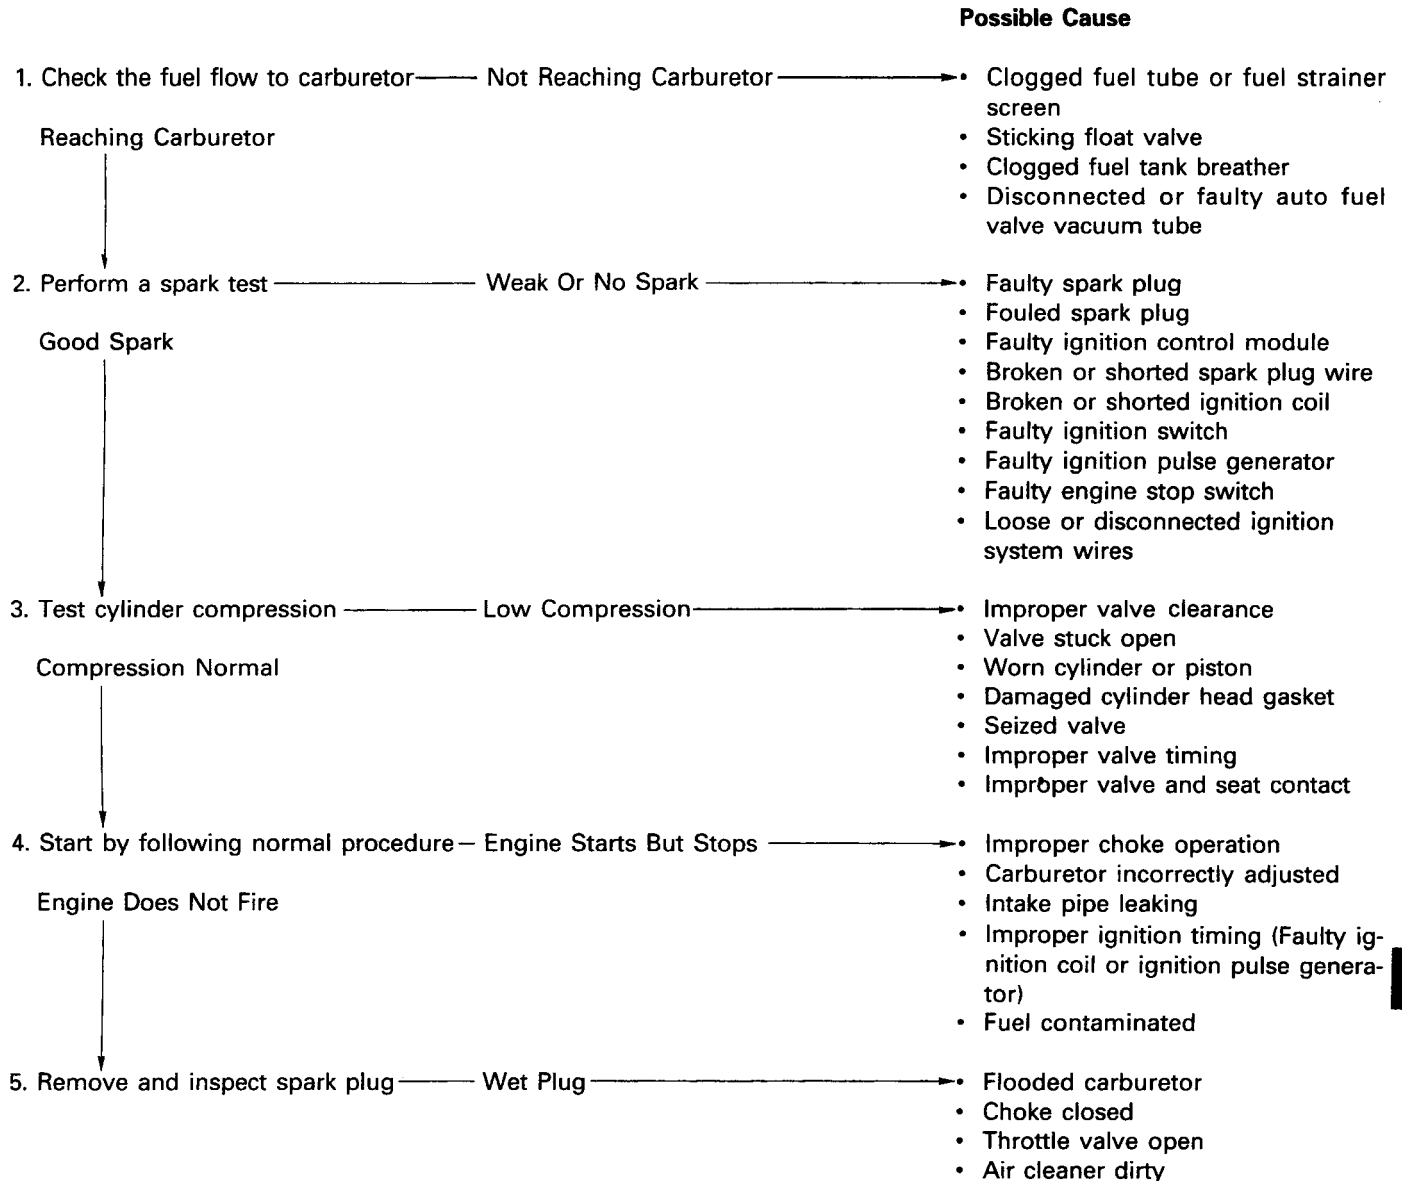 Possible Cause
1. Check the fuel flow to carburetor Not Reaching Carburetor • Clogged fuel tube or fuel strainer
screen
Reaching Carburetor • Sticking float valve
• Clogged fuel tank breather
• Disconnected or faulty auto fuel
valve vacuum tube
2. Perform a spark test Weak Or No Spark • Faulty spark plug
• Fouled spark plug
Good Spark • Faulty ignition control module
• Broken or shorted spark plug wire
• Broken or shorted ignition coil
• Faulty ignition switch
• Faulty ignition pulse generator
• Faulty engine stop switch
• Loose or disconnected ignition
system wires
3. Test cylinder compression Low Compression • Improper valve clearance
• Valve stuck open
Compression Normal • Worn cylinder or piston
• Damaged cylinder head gasket
• Seized valve
• Improper valve timing
• Improper valve and seat contact
4. Start by following normal procedure Engine Starts But Stops • Improper choke operation
• Carburetor incorrectly adjusted
Engine Does Not Fire • Intake pipe leaking
• Improper ignition timing (Faulty ig-
nition coil or ignition pulse genera-
tor)
• Fuel contaminated
5. Remove and inspect spark plug Wet Plug • Flooded carburetor
• Choke closed
• Throttle valve open
• Air cleaner dirty